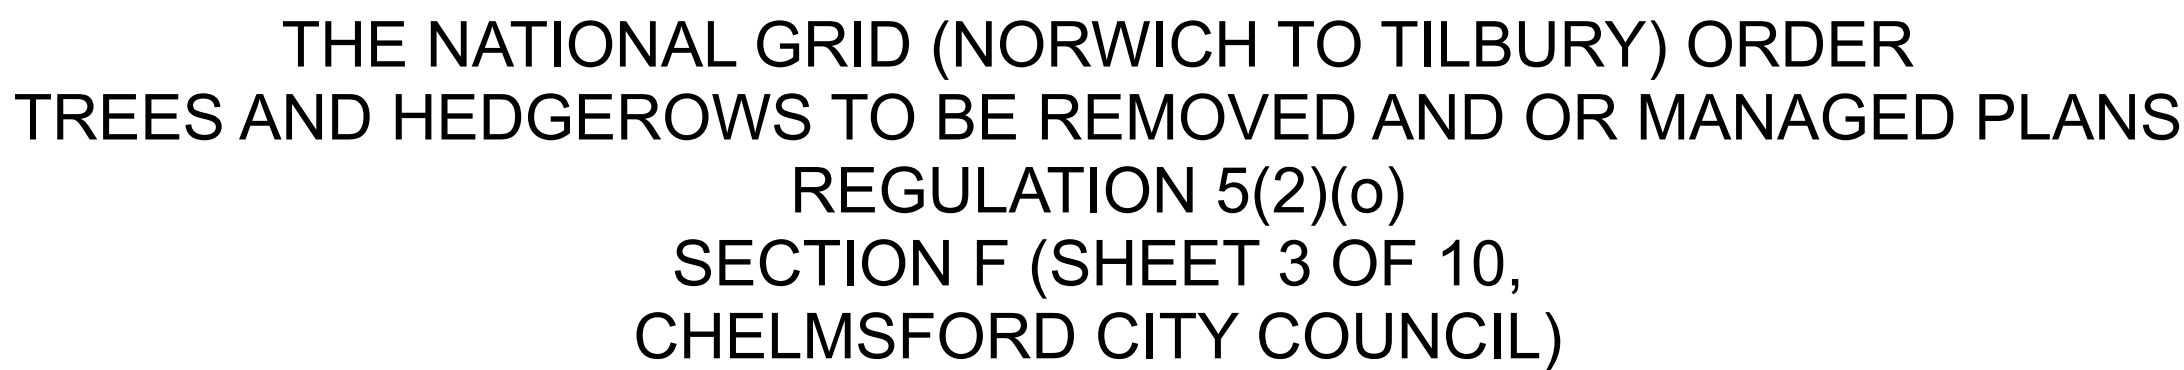 THE NATIONAL GRID (NORWICH TO TILBURY) ORDER
TREES AND HEDGEROWS TO BE REMOVED AND OR MANAGED PLANS
REGULATION 5(2)(o)
SECTION F (SHEET 3 OF 10,
CHELMSFORD CITY COUNCIL)